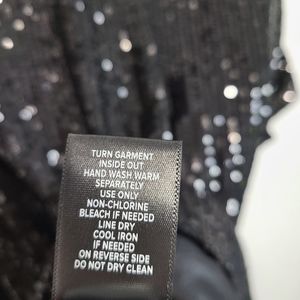 TURN GARMENT
INSIDE OUT
HAND WASH WARM
SEPARATELY
USE ONLY
NON-CHLORINE
BLEACH IF NEEDED
LINE DRY
COOL IRON
IF NEEDED
ON REVERSE SIDE
DO NOT DRY CLEAN